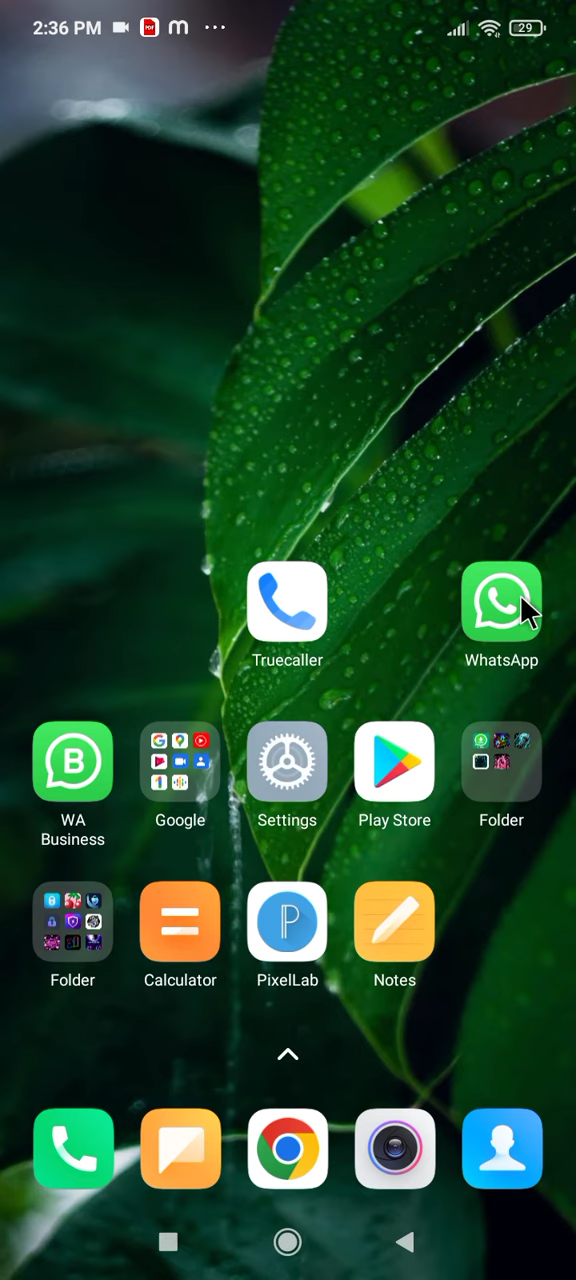 2:36 PM
29
Truecaller
WhatsApp
WA
Business
Google
Settings
Play Store
Folder
Folder
Calculator
PixelLab
Notes